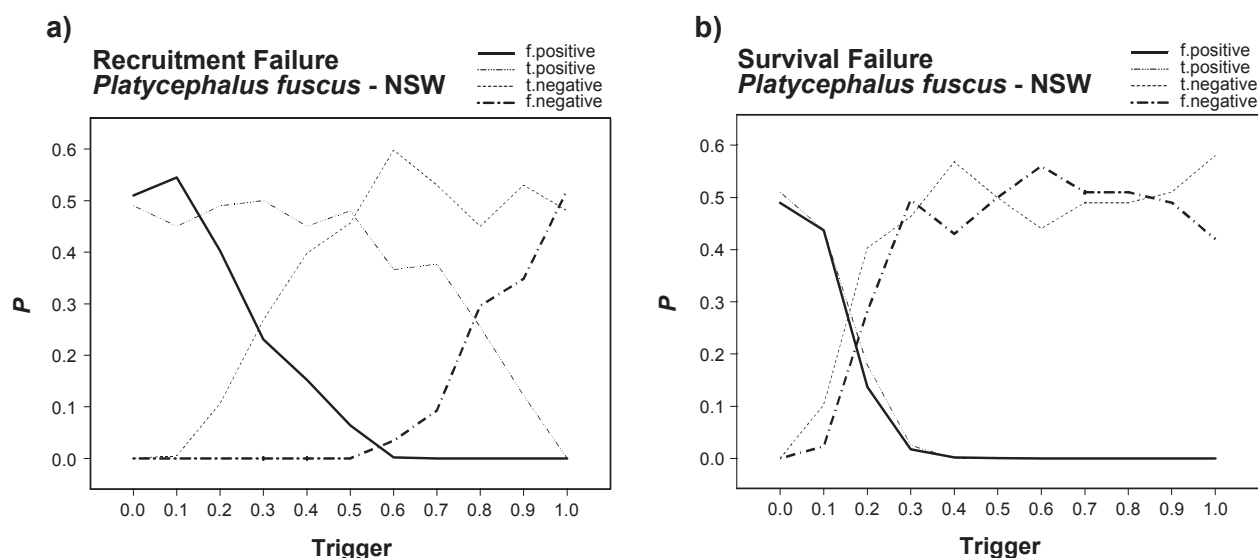 a)
Recruitment Failure
Platycephalus fuscus - NSW
f.positive
t.positive
t.negative
f.negative
P
0.6
0.5
0.4
0.3
0.2
0.1
0.0
0.0 0.1 0.2 0.3 0.4 0.5 0.6 0.7 0.8 0.9 1.0
Trigger
b)
Survival Failure
Platycephalus fuscus - NSW
f.positive
t.positive
t.negative
f.negative
P
0.6
0.5
0.4
0.3
0.2
0.1
0.0
0.0 0.1 0.2 0.3 0.4 0.5 0.6 0.7 0.8 0.9 1.0
Trigger